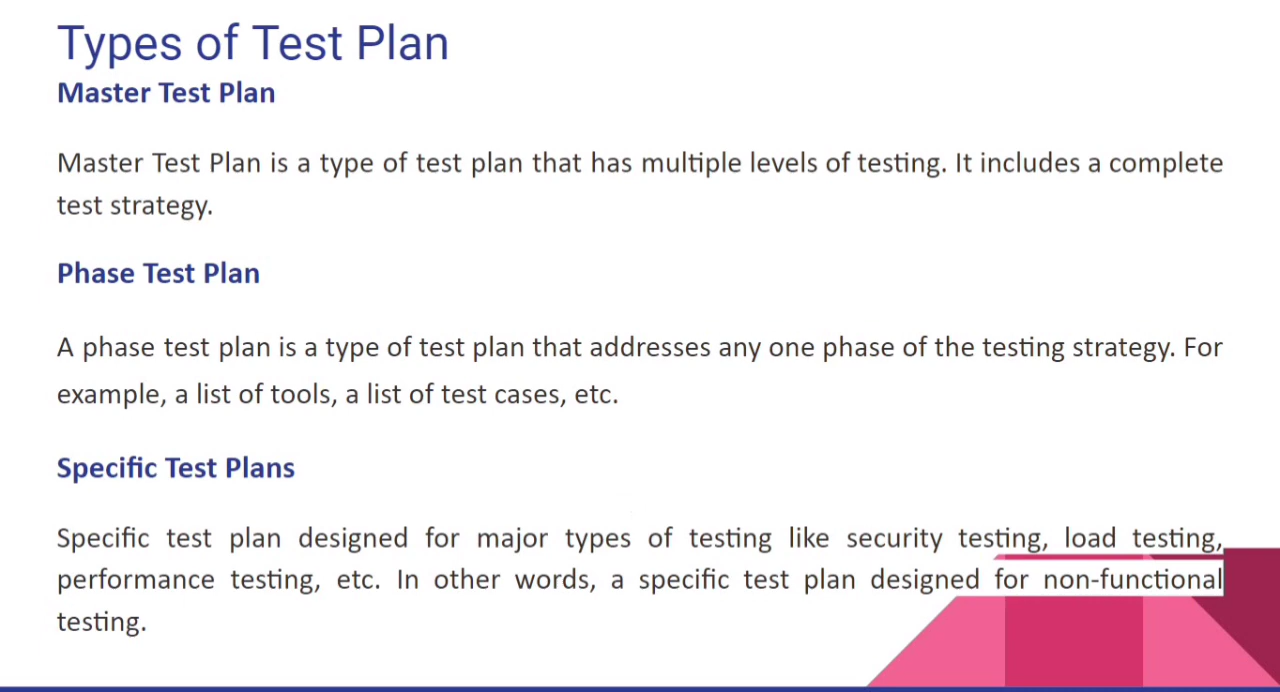 Types of Test Plan
Master Test Plan
Master Test Plan is a type of test plan that has multiple levels of testing. It includes a complete
test strategy.
Phase Test Plan
A phase test plan is a type of test plan that addresses any one phase of the testing strategy. For
example, a list of tools, a list of test cases, etc.
Specific Test Plans
Specific test plan designed for major types of testing like security testing, load testing,
performance testing, etc. In other words, a specific test plan designed for non-functional
testing.